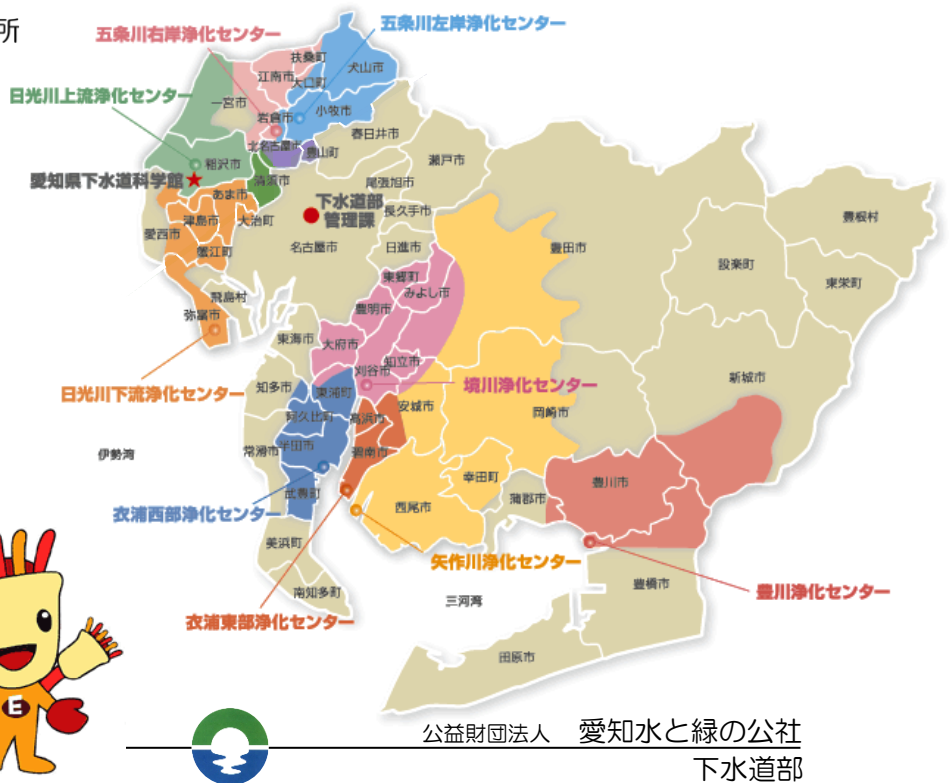 所
五条川右岸浄化センター
五条川左岸浄化センター
扶桑町
犬山市
江南市
大口町
日光川上流浄化センター
一宮市
小牧市
岩倉市
春日井市
北名古屋市
豊山町
瀬戸市
稲沢市
愛知県下水道科学館
清須市
尾張旭市
あま市
下水道部
管理課
長久手市
津島市
大治町
愛西市
名古屋市
日進市
豊田市
豊根村
蟹江町
設楽町
東郷町
東栄町
みよし市
飛島村
豊明市
弥富市
東海市
大府市
知立市
刈谷市
新城市
日光川下流浄化センター
知多市
東浦町
境川浄化センター
安城市
岡崎市
阿久比町
高浜市
常滑市
半田市
碧南市
伊勢湾
幸田町
豊川市
武豊町
蒲郡市
西尾市
衣浦西部浄化センター
美浜町
矢作川浄化センター
豊橋市
南知多町
三河湾
豊川浄化センター
衣浦東部浄化センター
田原市
E
公益財団法人 愛知水と緑の公社
下水道部